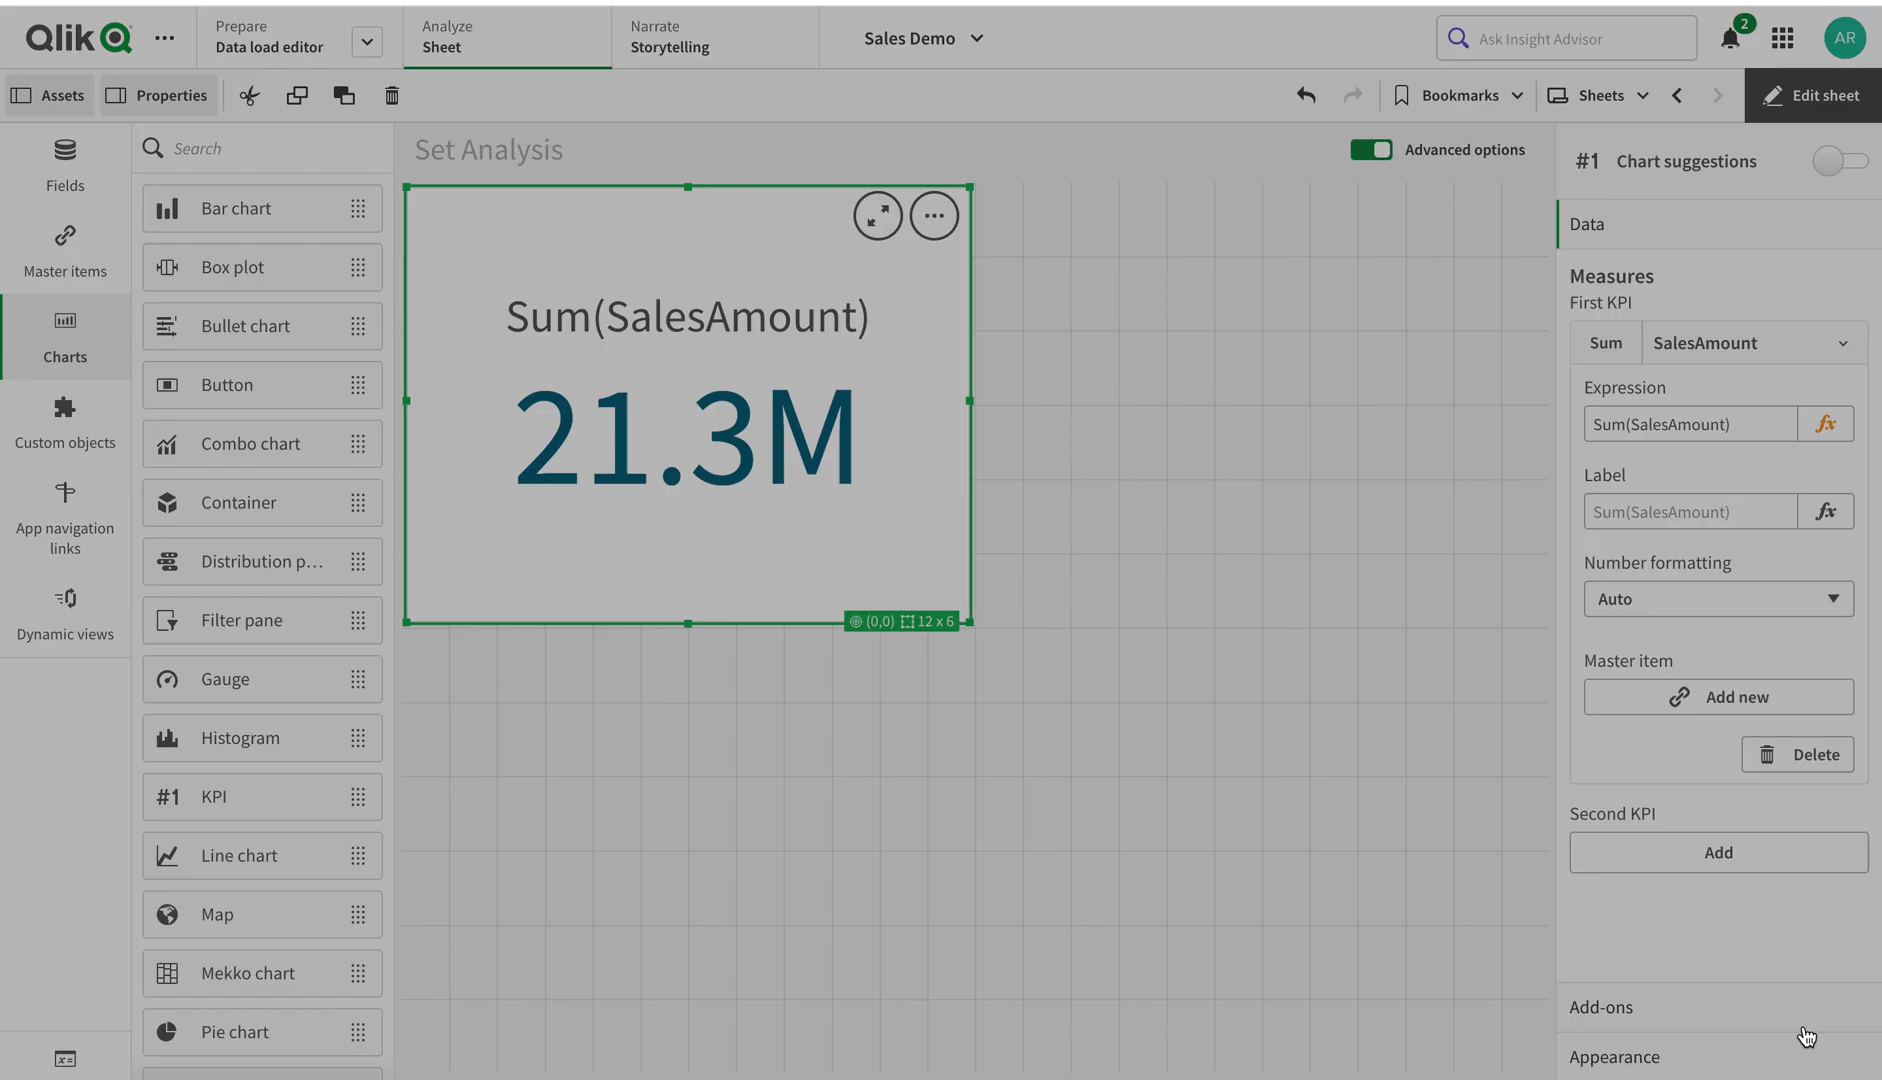 Qlik
Prepare
Data load editor
Analyze
Sheet
Narrate
Storytelling
Sales Demo
Ask Insight Advisor
2
AR
Assets
Properties
Bookmarks
Sheets
Edit sheet
Fields
Master items
Charts
Custom objects
App navigation
links
Dynamic views
Search
Bar chart
Box plot
Bullet chart
Button
Combo chart
Container
Distribution p...
Filter pane
Gauge
Histogram
#1 KPI
Line chart
Map
Mekko chart
Pie chart
Set Analysis
Advanced options
Sum(SalesAmount)
21.3M
(0,0) 12 x 6
#1 Chart suggestions
Data
Measures
First KPI
Sum SalesAmount
Expression
Sum(SalesAmount) fx
Label
Sum(SalesAmount) fx
Number formatting
Auto
Master item
Add new
Delete
Second KPI
Add
Add-ons
Appearance
x=